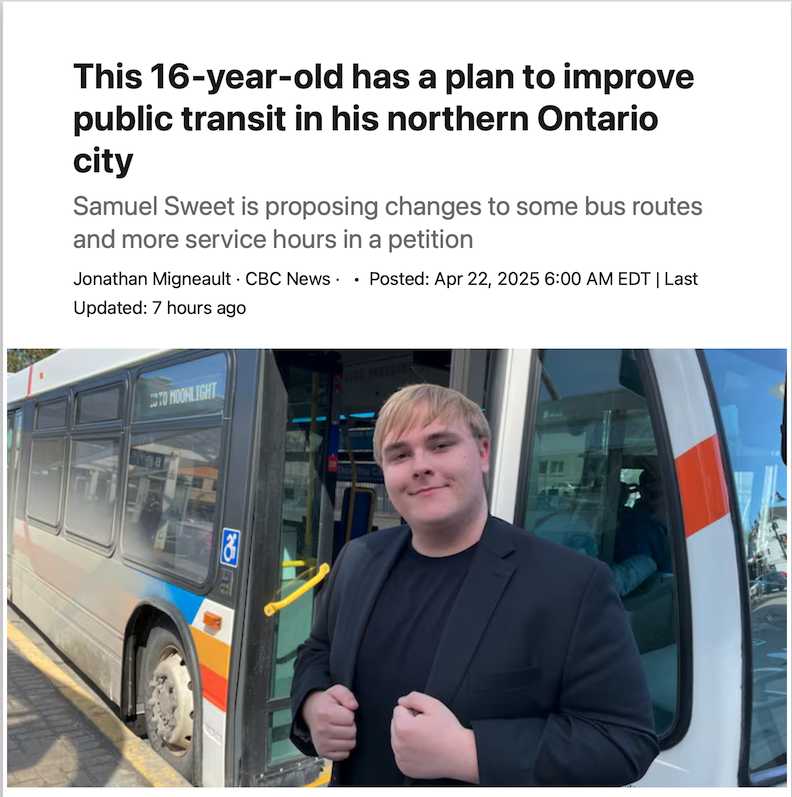 This 16-year-old has a plan to improve
public transit in his northern Ontario
city
Samuel Sweet is proposing changes to some bus routes
and more service hours in a petition
Jonathan Migneault · CBC News · • Posted: Apr 22, 2025 6:00 AM EDT | Last
Updated: 7 hours ago
TO MOONLIGHT